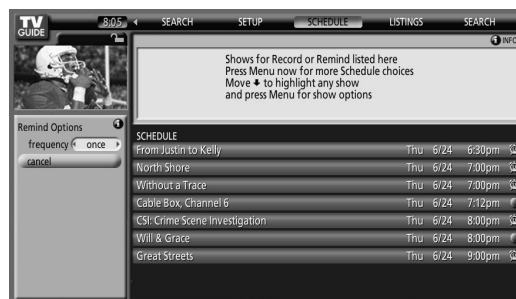 TV
GUIDE
8:05
SEARCH SETUP SCHEDULE LISTINGS SEARCH
INFO
Shows for Record or Remind listed here
Press Menu now for more Schedule choices
Move to highlight any show
and press Menu for show options
Remind Options
frequency once
cancel
SCHEDULE
From Justin to Kelly Thu 6/24 6:30pm
North Shore Thu 6/24 7:00pm
Without a Trace Thu 6/24 7:00pm
Cable Box, Channel 6 Thu 6/24 7:12pm
CSI: Crime Scene Investigation Thu 6/24 8:00pm
Will & Grace Thu 6/24 8:00pm
Great Streets Thu 6/24 9:00pm